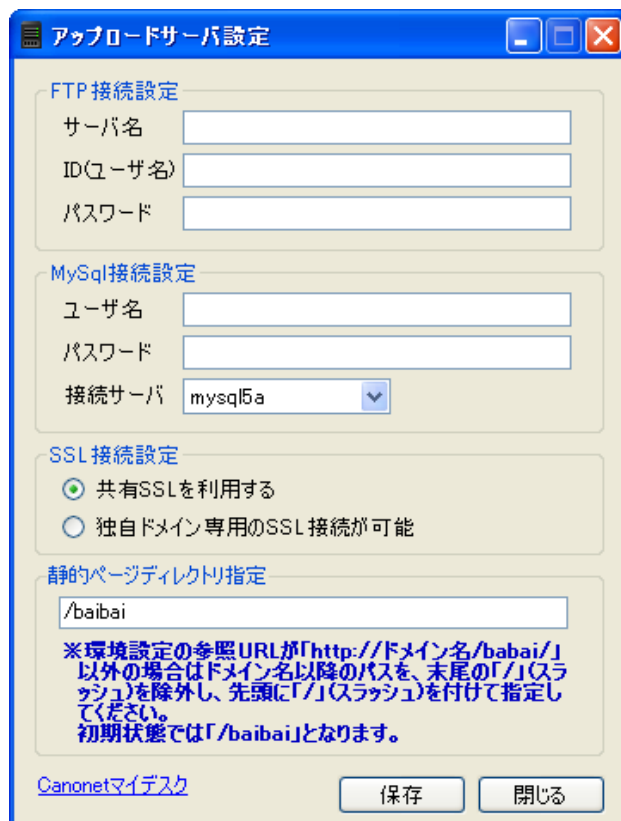 アップロードサーバ設定
FTP接続設定
サーバ名
ID(ユーザ名)
パスワード
MySql接続設定
ユーザ名
パスワード
接続サーバ mysql5a
SSL接続設定
共有SSLを利用する
独自ドメイン専用のSSL接続が可能
静的ページディレクトリ指定
/baibai
※環境設定の参照URLが「http://ドメイン名/babai/」
以外の場合はドメイン名以降のパスを、末尾の「/」(スラ
ッシュ)を除外し、先頭に「/」(スラッシュ)を付けて指定し
てください。
初期状態では「/baibai」となります。
Canonetマイデスク 保存 閉じる